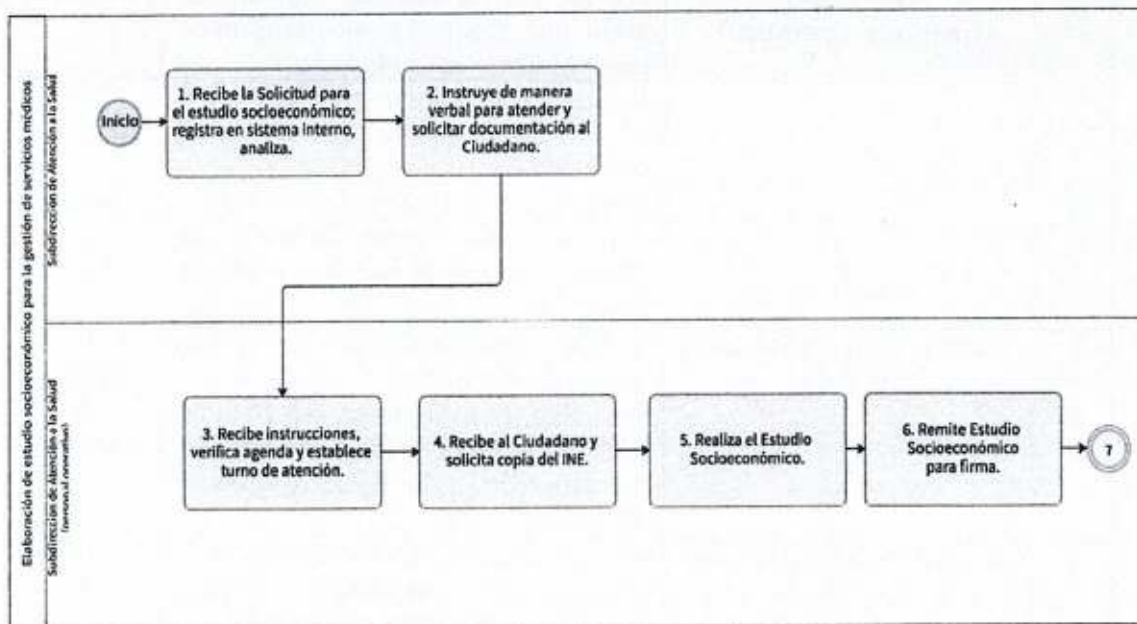 Elaboración de estudio socioeconómico para la gestión de servicios médicos
Subdirección de Atención a la Salud
Inicio
1. Recibe la Solicitud para
el estudio socioeconómico;
registra en sistema interno,
analiza.
2. Instruye de manera
verbal para atender y
solicitar documentación al
Ciudadano.
Subdirección de Atención a la Salud
(personal operativo)
3. Recibe instrucciones,
verifica agenda y establece
turno de atención.
4. Recibe al Ciudadano y
solicita copia del INE.
5. Realiza el Estudio
Socioeconómico.
6. Remite Estudio
Socioeconómico
para firma.
7